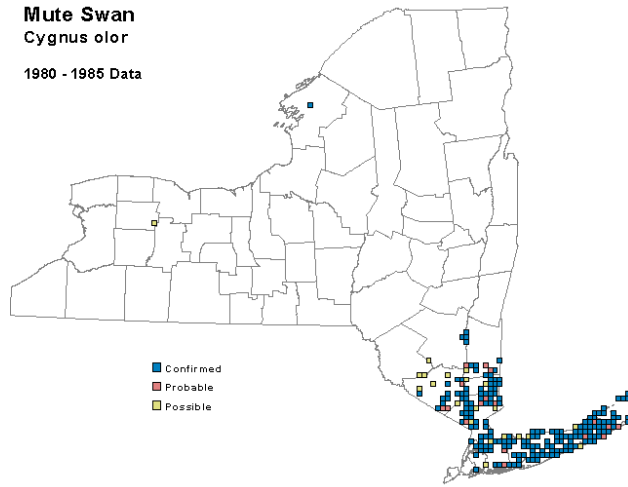 Mute Swan
Cygnus olor
1980 - 1985 Data
Confirmed
Probable
Possible